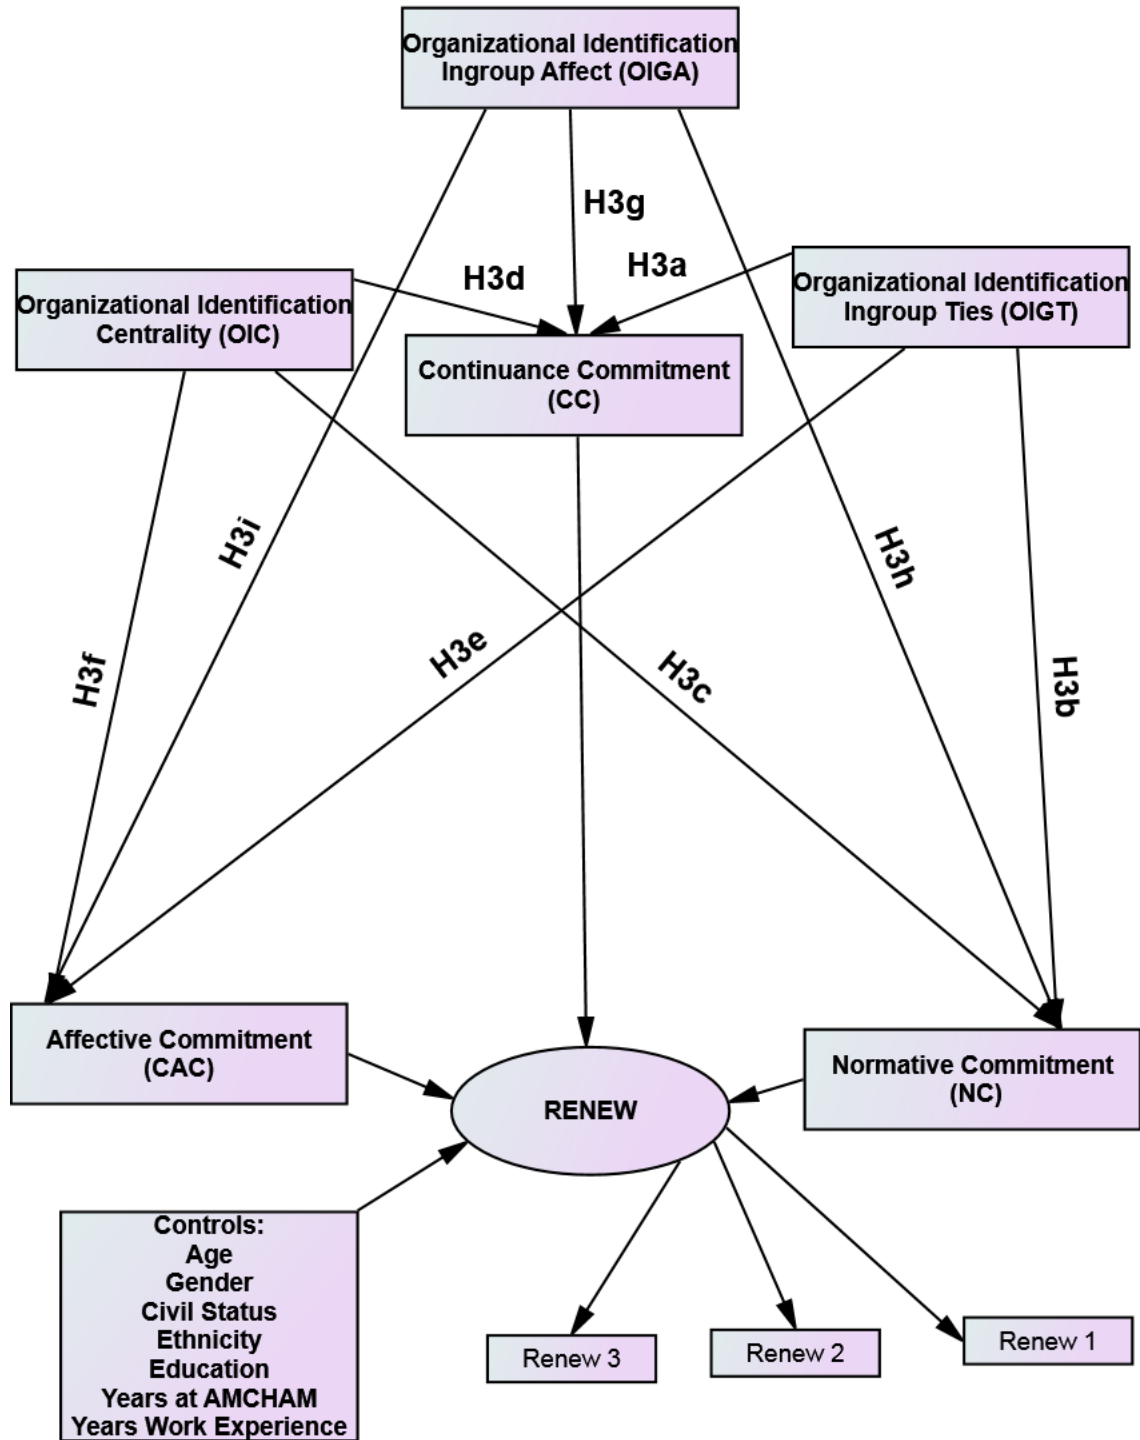 Organizational Identification
Ingroup Affect (OIGA)
H3g
H3d
H3a
Organizational Identification
Centrality (OIC)
Organizational Identification
Ingroup Ties (OIGT)
Continuance Commitment
(CC)
H3i
H3h
H3f
H3e
H3c
H3b
Affective Commitment
(CAC)
Normative Commitment
(NC)
RENEW
Controls:
Age
Gender
Civil Status
Ethnicity
Education
Years at AMCHAM
Years Work Experience
Renew 3
Renew 2
Renew 1